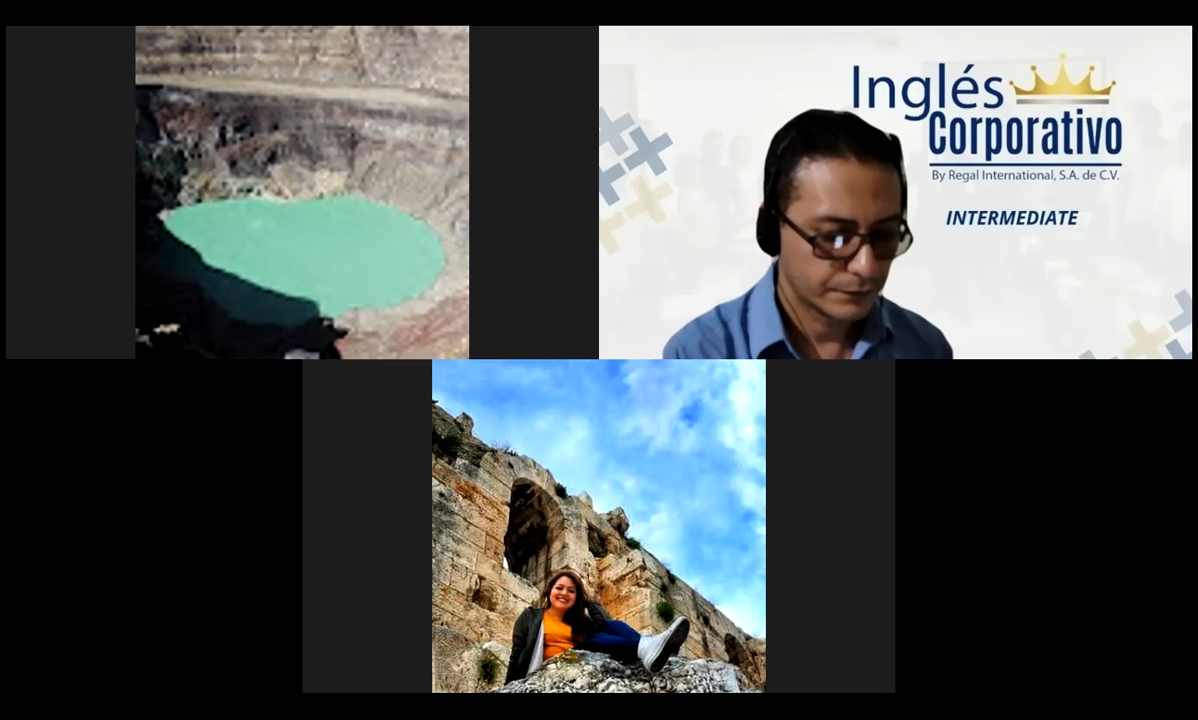 Inglés
Corporativo
By Regal International, S.A. de C.V.
INTERMEDIATE